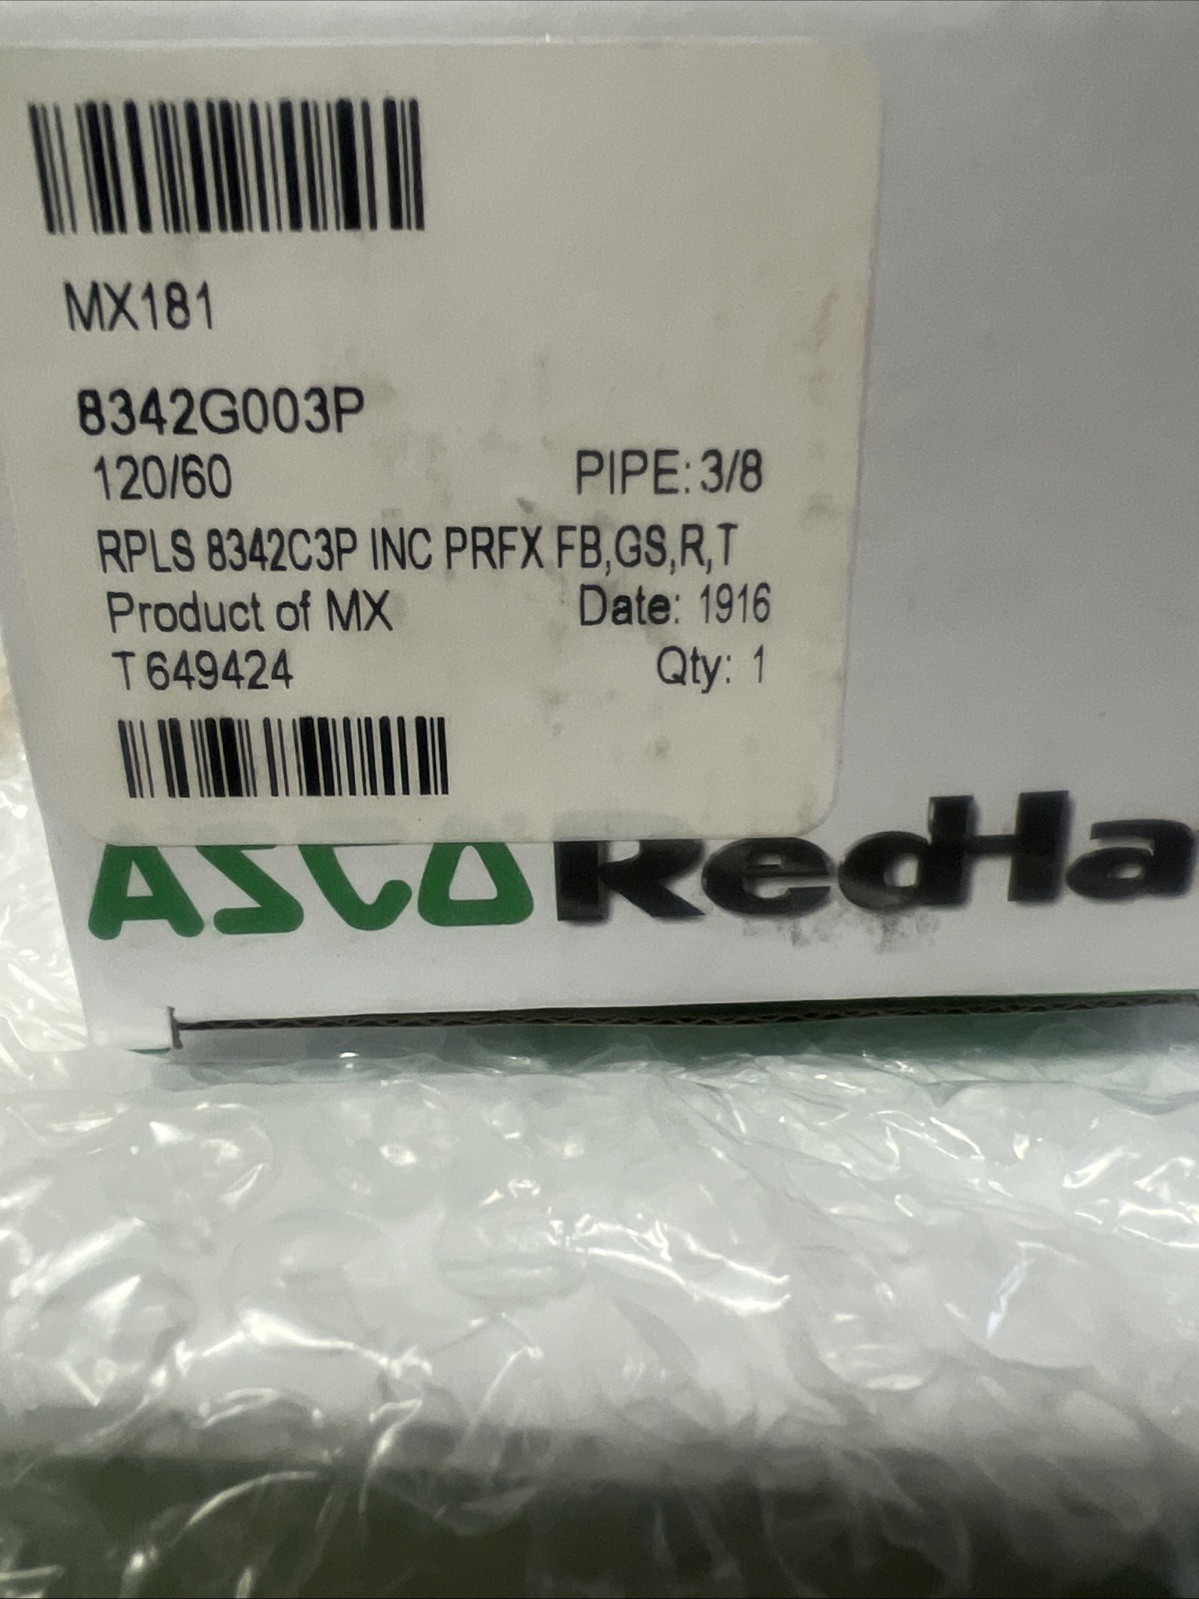 MX181
8342G003P
120/60 PIPE: 3/8
RPLS 8342C3P INC PRFX FB,GS,R,T
Product of MX Date: 1916
T 649424 Qty: 1
ASCO RedHa